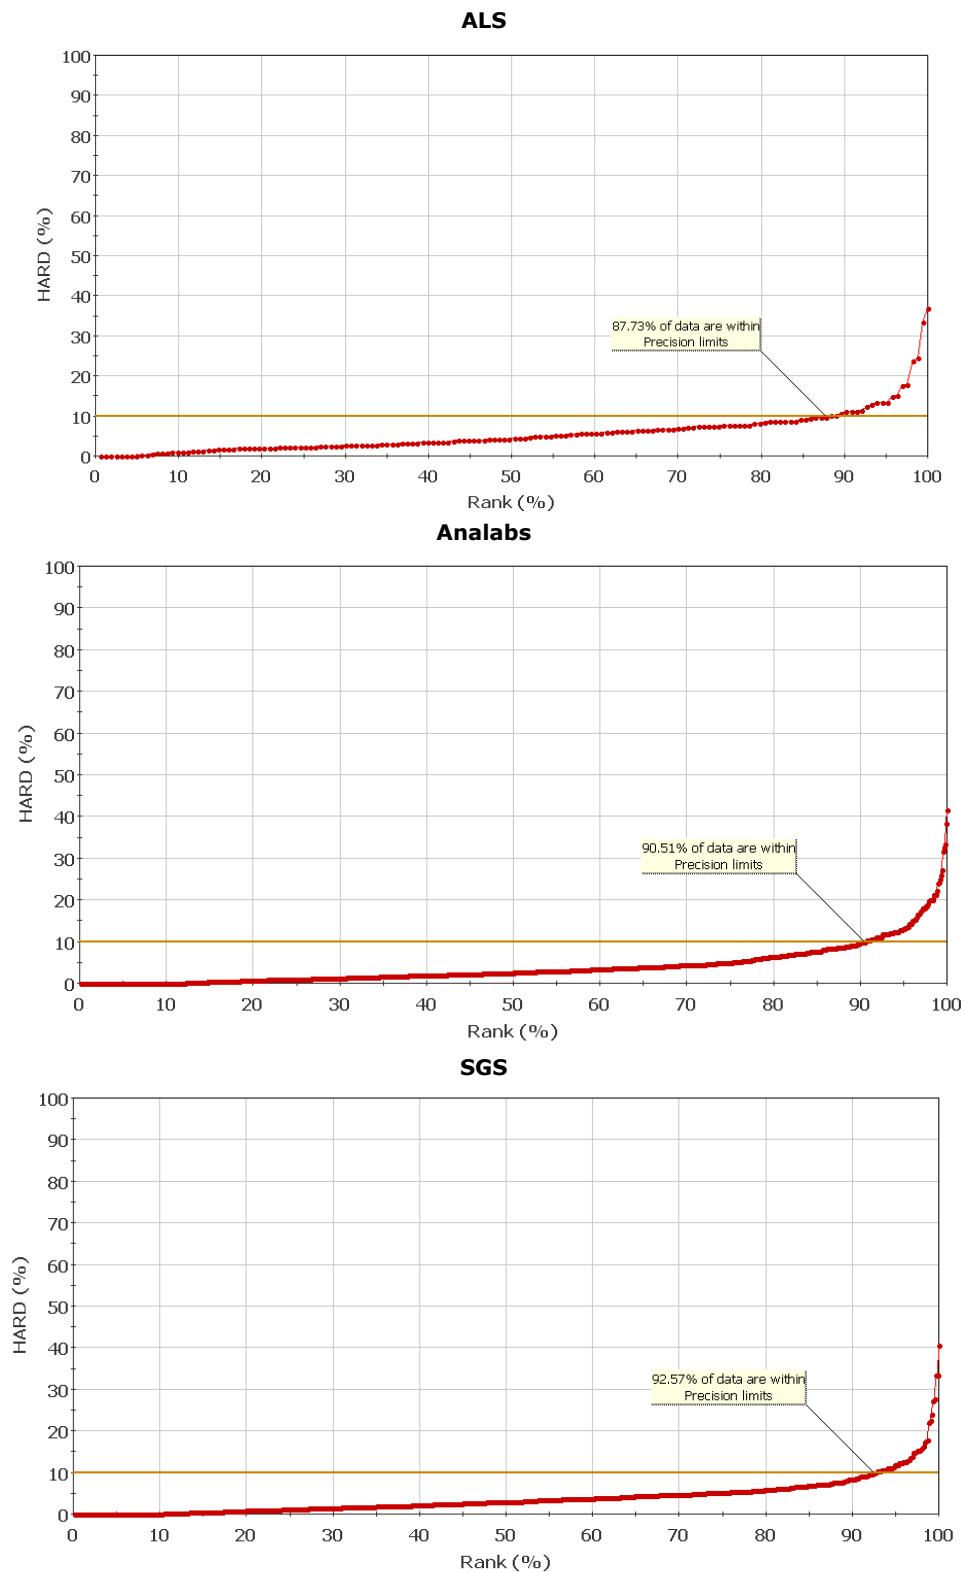 ALS
100
90
80
70
60
50
40
30
20
10
0
HARD (%)
87.73% of data are within
Precision limits
0 10 20 30 40 50 60 70 80 90 100
Rank (%)
Analabs
100
90
80
70
60
50
40
30
20
10
0
HARD (%)
90.51% of data are within
Precision limits
0 10 20 30 40 50 60 70 80 90 100
Rank (%)
SGS
100
90
80
70
60
50
40
30
20
10
0
HARD (%)
92.57% of data are within
Precision limits
0 10 20 30 40 50 60 70 80 90 100
Rank (%)